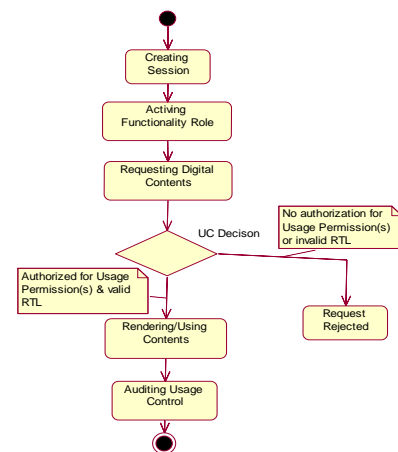 Creating
Session
Activing
Functionality Role
Requesting Digital
Contents
UC Decison
No authorization for
Usage Permission(s)
or invalid RTL
Authorized for Usage
Permission(s) & valid
RTL
Request
Rejected
Rendering/Using
Contents
Auditing Usage
Control